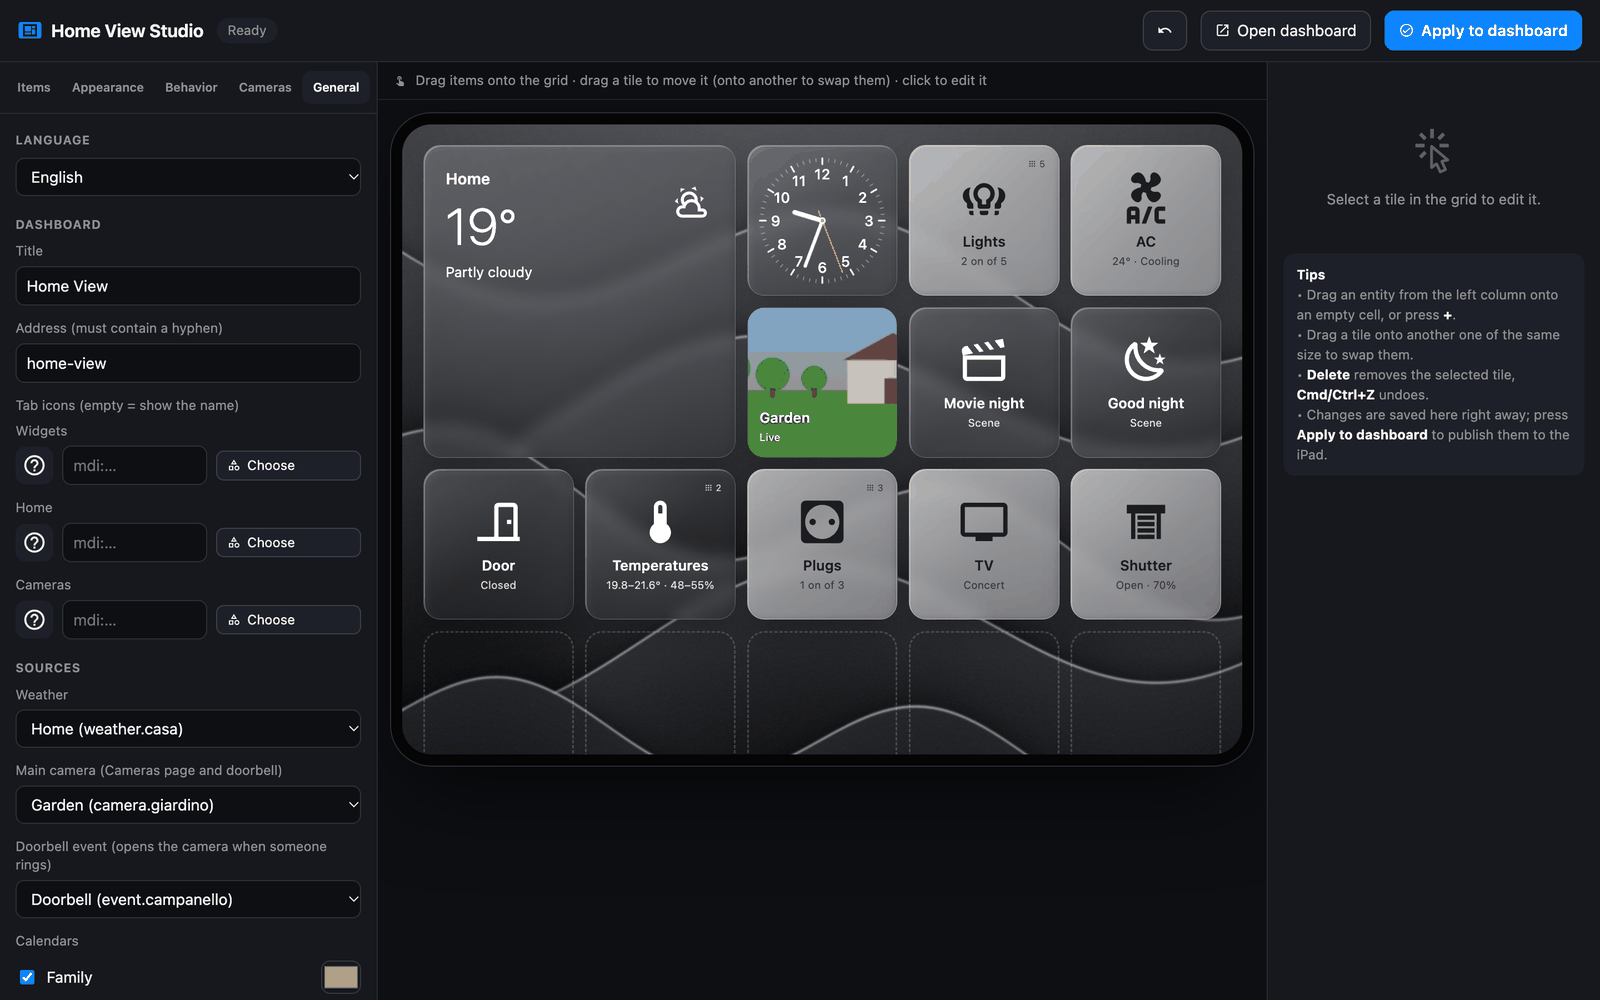 Home View Studio
Ready
Open dashboard
Apply to dashboard
Items
Appearance
Behavior
Cameras
General
Drag items onto the grid · drag a tile to move it (onto another to swap them) · click to edit it
LANGUAGE
English
DASHBOARD
Title
Home View
Address (must contain a hyphen)
home-view
Tab icons (empty = show the name)
Widgets
mdi:...
Choose
Home
mdi:...
Choose
Cameras
mdi:...
Choose
SOURCES
Weather
Home (weather.casa)
Main camera (Cameras page and doorbell)
Garden (camera.giardino)
Doorbell event (opens the camera when someone
rings)
Doorbell (event.campanello)
Calendars
Family
Home
19°
Partly cloudy
12
1
2
3
4
5
6
7
8
9
10
11
5
Lights
2 on of 5
A/C
AC
24° · Cooling
Garden
Live
Movie night
Scene
Good night
Scene
Door
Closed
2
Temperatures
19.8–21.6° · 48–55%
3
Plugs
1 on of 3
TV
Concert
Shutter
Open · 70%
Select a tile in the grid to edit it.
Tips
• Drag an entity from the left column onto
an empty cell, or press +.
• Drag a tile onto another one of the same
size to swap them.
• Delete removes the selected tile,
Cmd/Ctrl+Z undoes.
• Changes are saved here right away; press
Apply to dashboard to publish them to the
iPad.